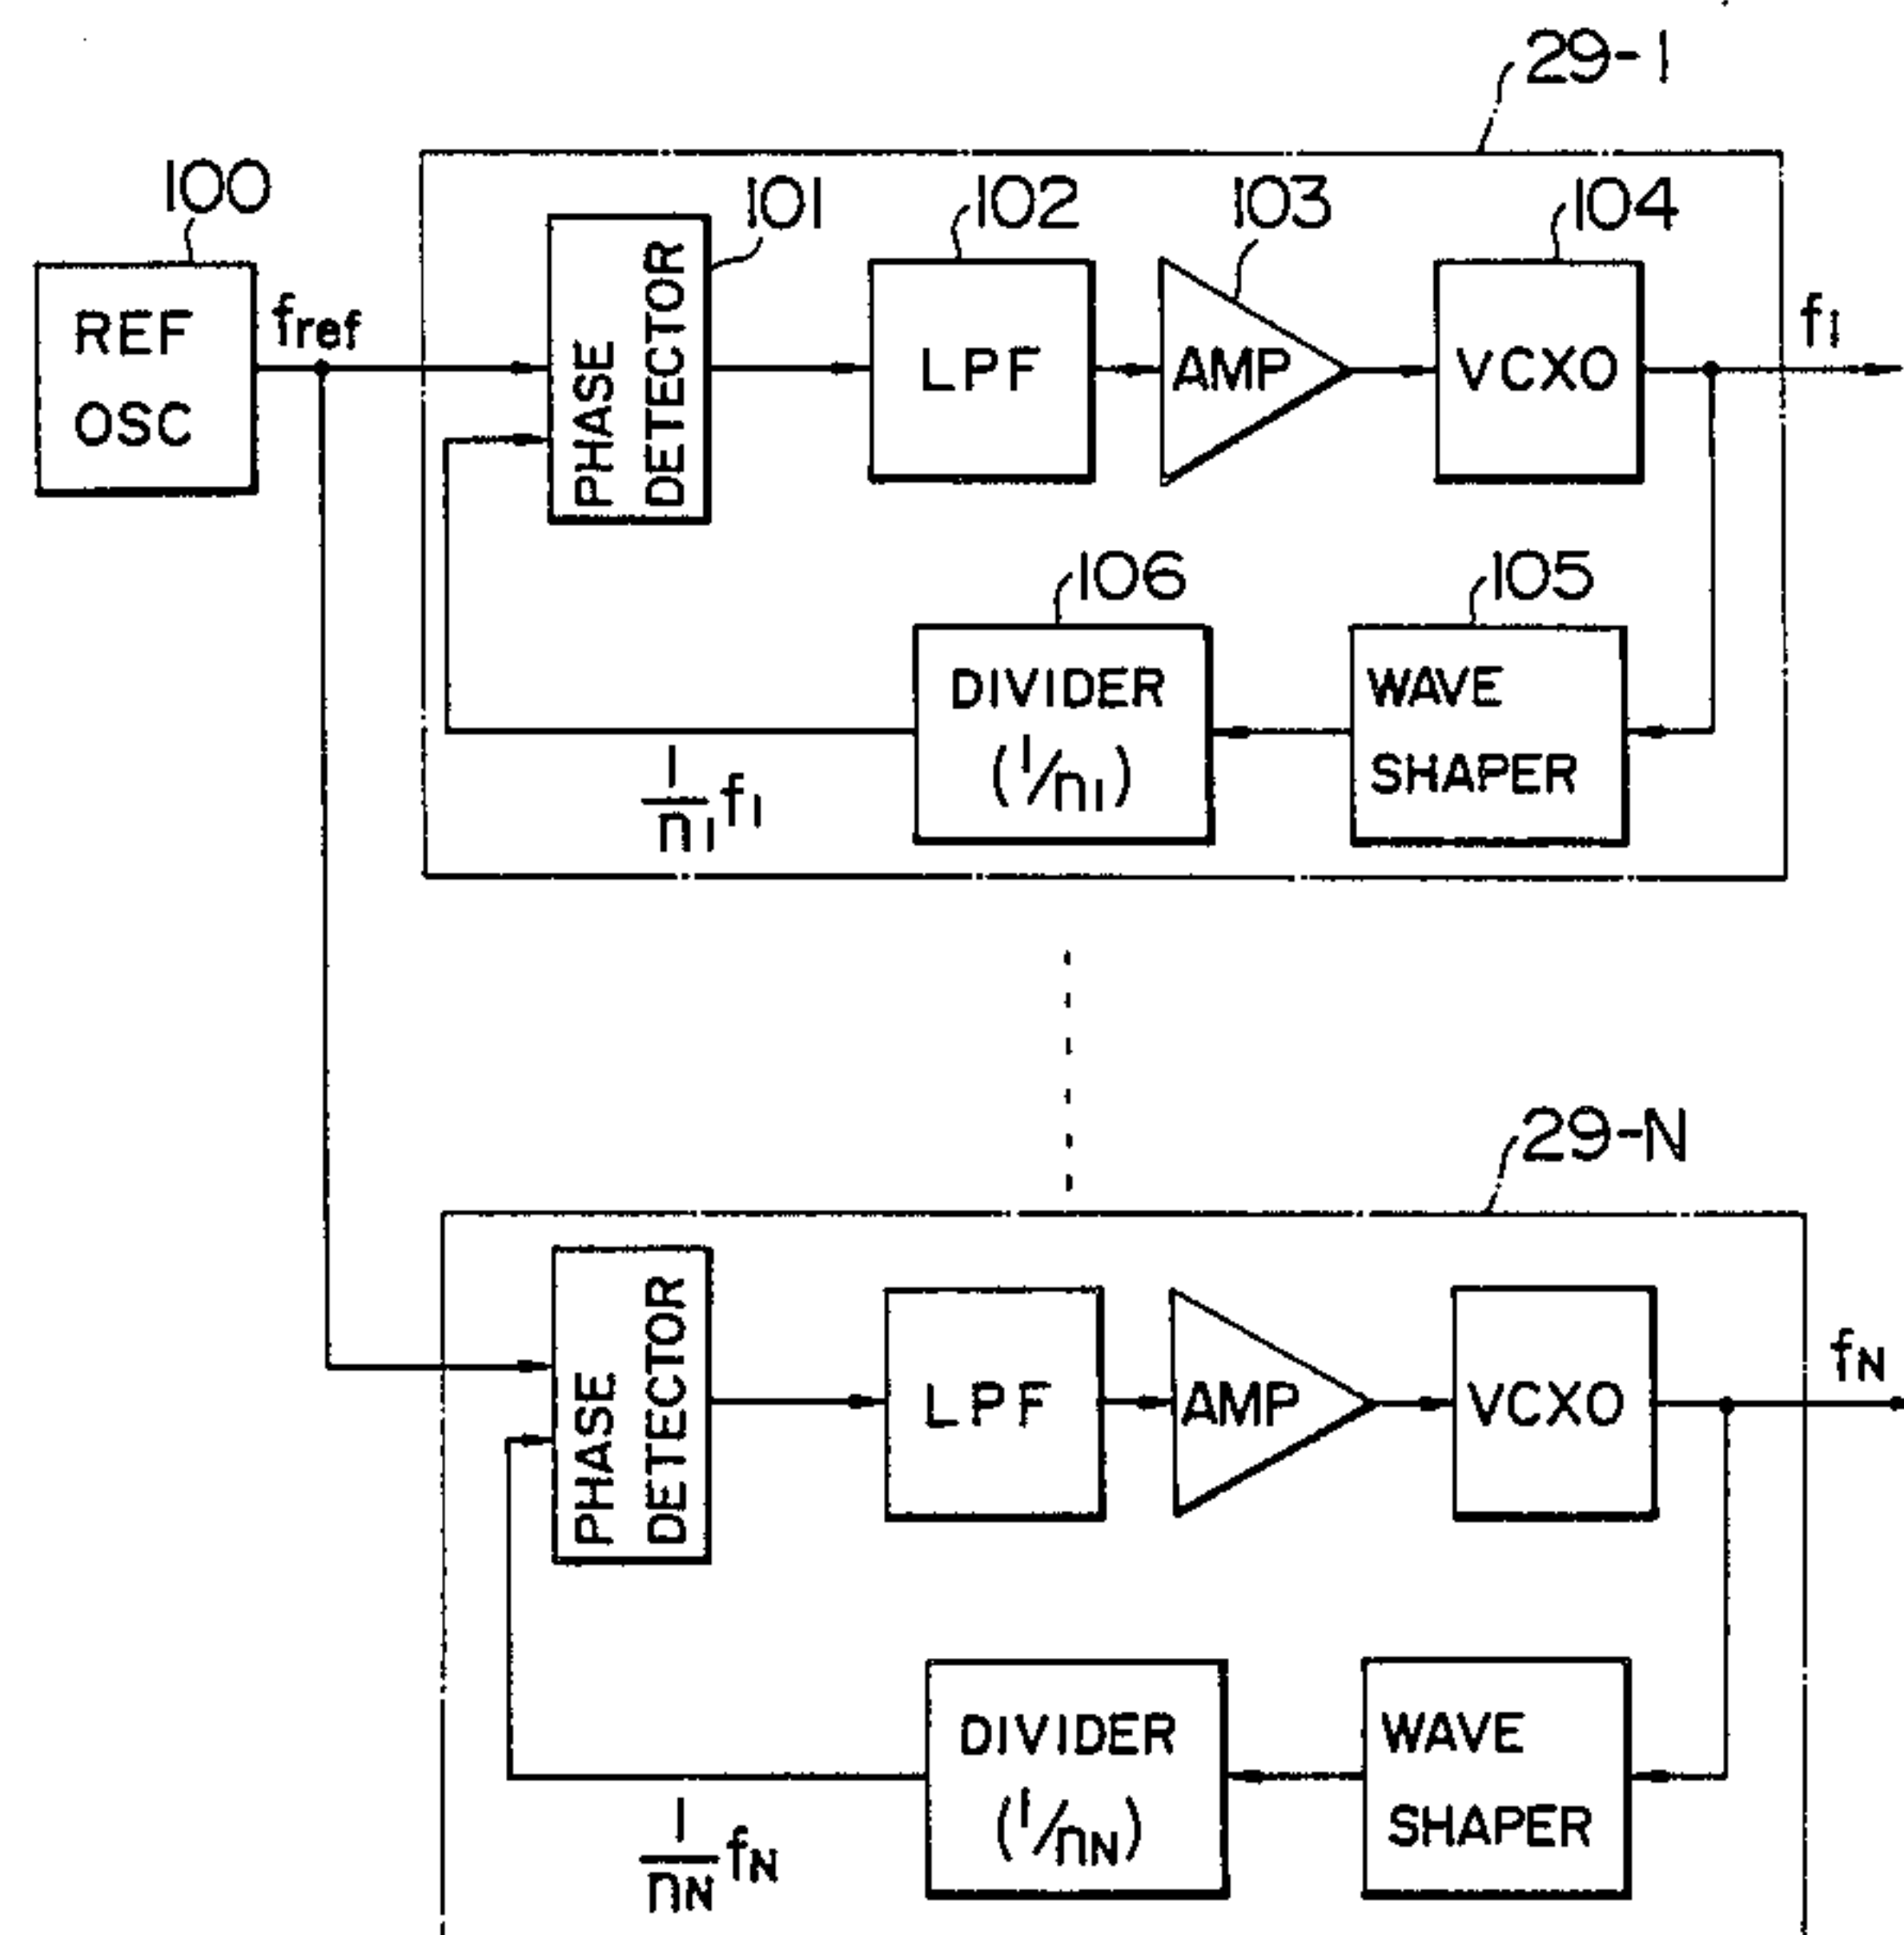 29-1
100
101
102
103
104
REF
OSC
fref
PHASE
DETECTOR
LPF
AMP
VCXO
f1
106
105
DIVIDER
(1/n1)
WAVE
SHAPER
1/n1 f1
29-N
PHASE
DETECTOR
LPF
AMP
VCXO
fN
DIVIDER
(1/nN)
WAVE
SHAPER
1/nN fN